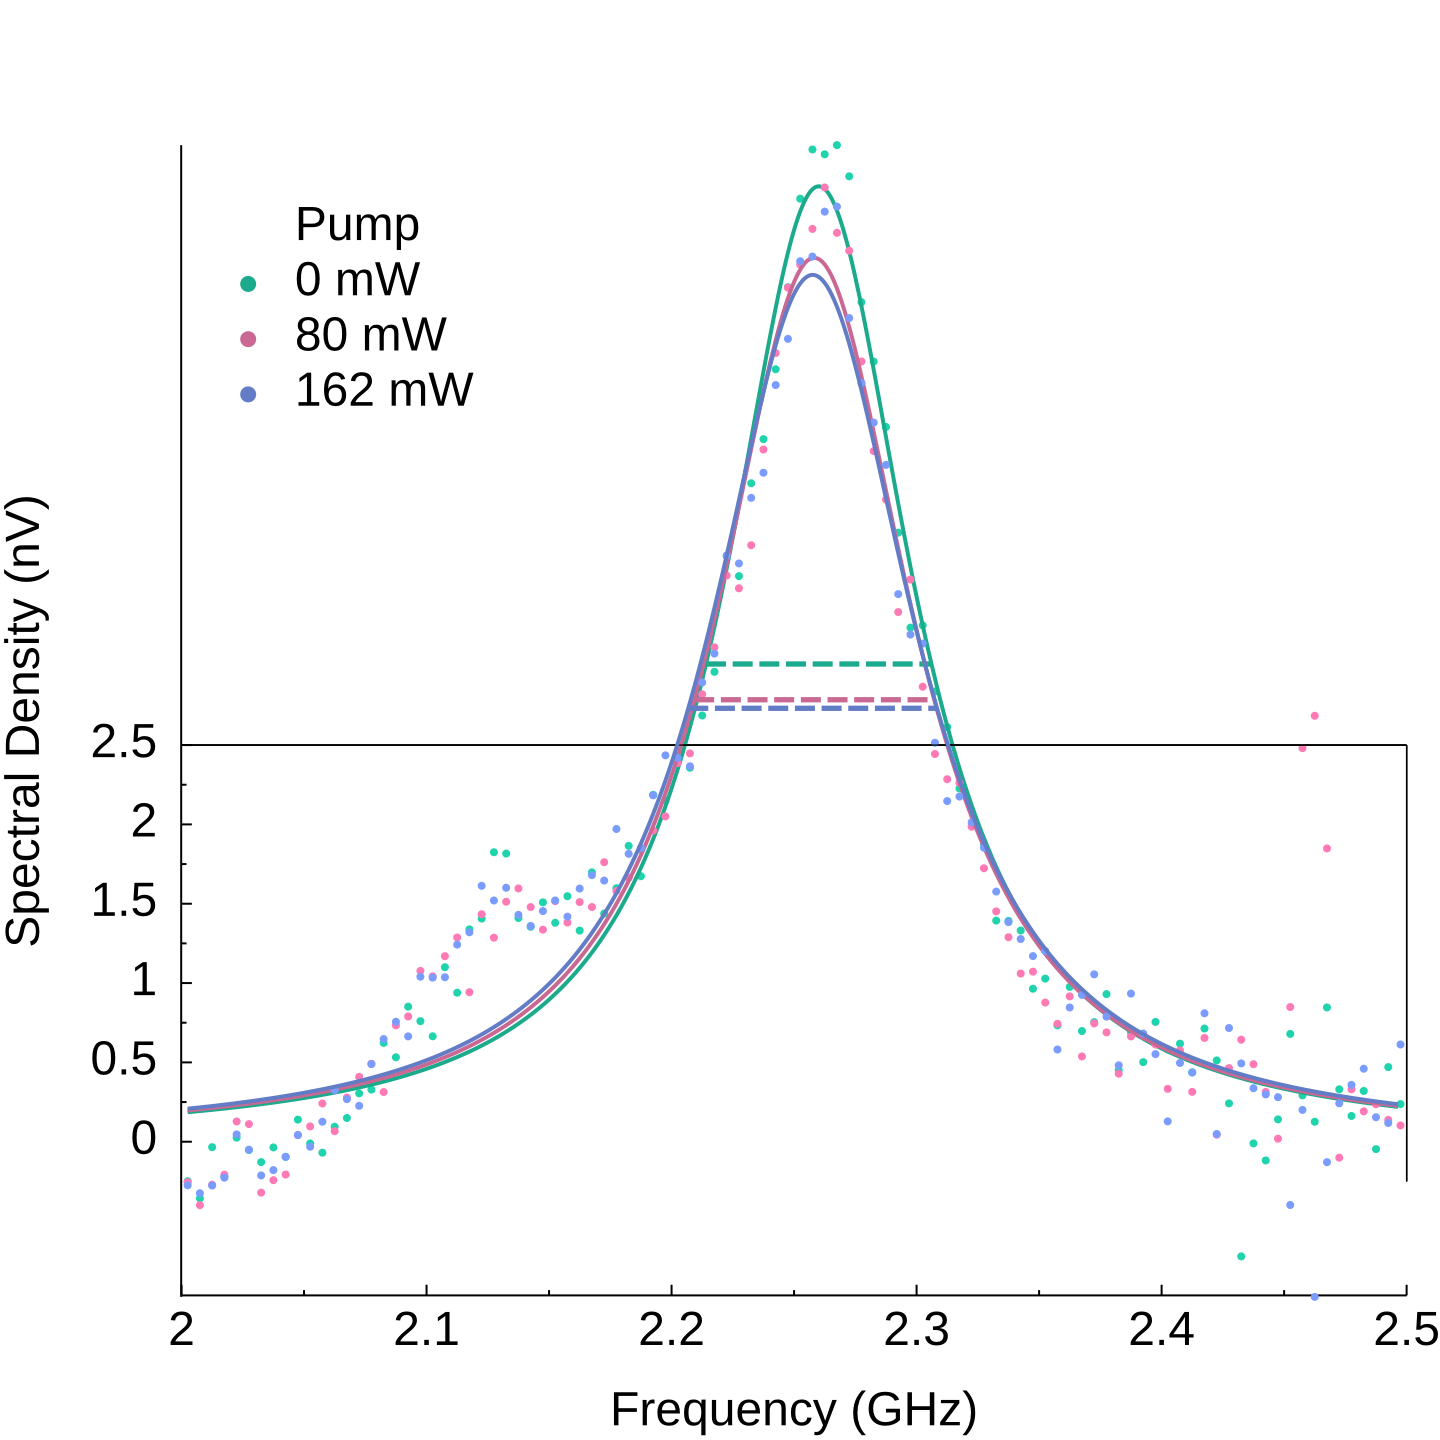 Pump
0 mW
80 mW
162 mW
Spectral Density (nV)
2.5
2
1.5
1
0.5
0
2 2.1 2.2 2.3 2.4 2.5
Frequency (GHz)